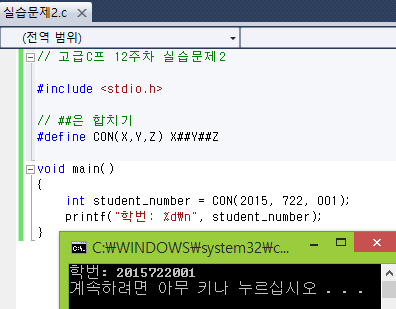 실습문제2.c
(전역 범위)
// 고급C프 12주차 실습문제2
#include <stdio.h>
// ##은 합치기
#define CON(X,Y,Z) X##Y##Z
void main()
{
int student_number = CON(2015, 722, 001);
printf("학번: %d₩n", student_number);
}
C:₩WINDOWS₩system32₩c...
학번: 2015722001
계속하려면 아무 키나 누르십시오 . . .